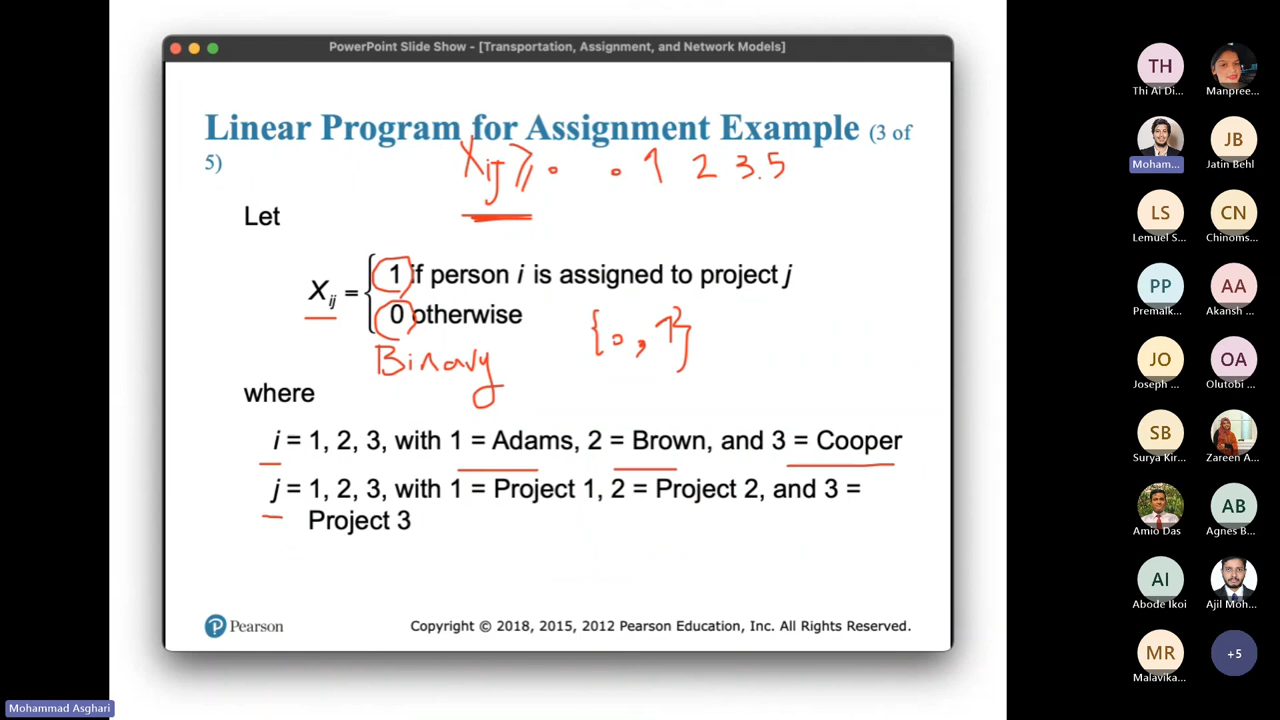 PowerPoint Slide Show - [Transportation, Assignment, and Network Models]
Linear Program for Assignment Example (3 of
5)
Xij ≥ 0 0 1 2 3.5
Let
Xij = 1 if person i is assigned to project j
0 otherwise
{0, 1}
Binary
where
i = 1, 2, 3, with 1 = Adams, 2 = Brown, and 3 = Cooper
j = 1, 2, 3, with 1 = Project 1, 2 = Project 2, and 3 =
Project 3
Pearson
Copyright © 2018, 2015, 2012 Pearson Education, Inc. All Rights Reserved.
Mohammad Asghari
TH
Thi Ai Di...
Manpree...
Moham...
JB
Jatin Behl
LS
Lemuel S...
CN
Chinoms...
PP
Premalk...
AA
Akansh ...
JO
Joseph ...
OA
Olutobi ...
SB
Surya Kir...
Zareen A...
Amio Das
AB
Agnes B...
AI
Abode Ikoi
Ajil Moh...
MR
Malavika...
+5